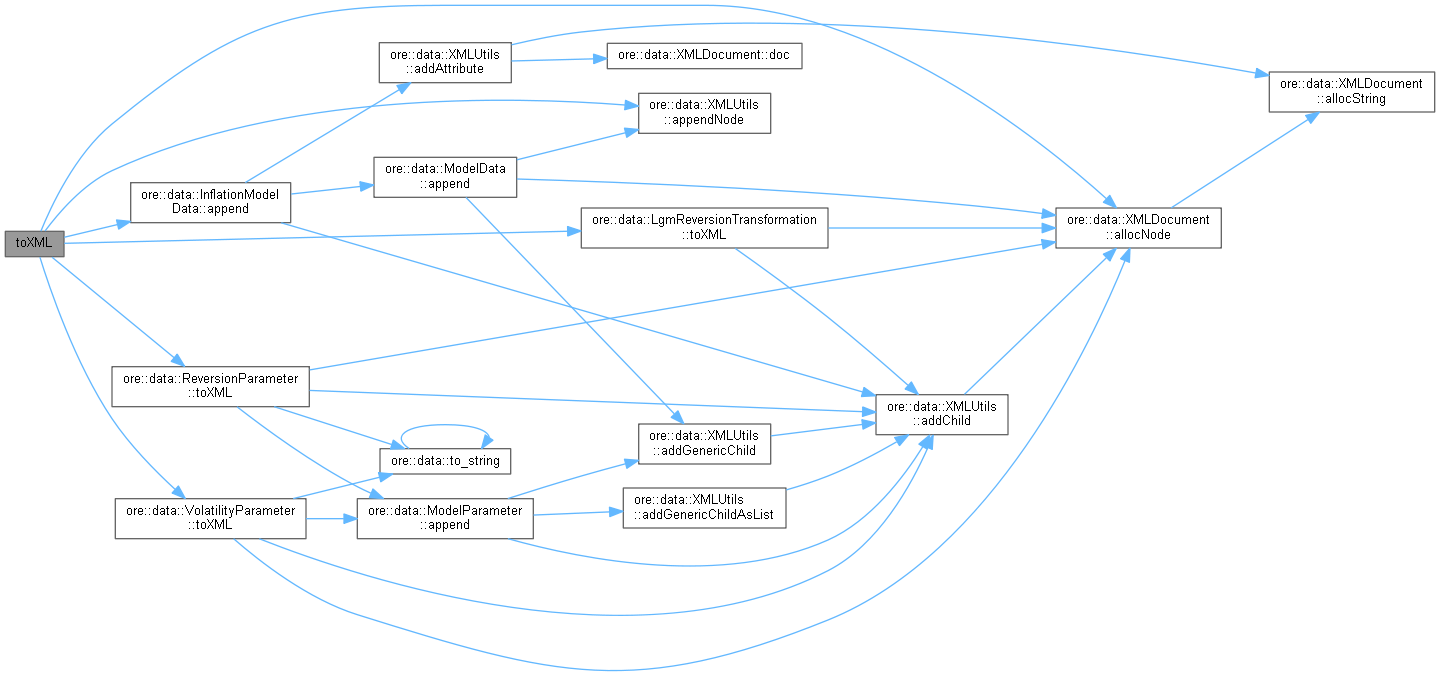 toXML
ore::data::InflationModel
Data::append
ore::data::XMLUtils
::addAttribute
ore::data::XMLDocument::doc
ore::data::XMLUtils
::appendNode
ore::data::ModelData
::append
ore::data::LgmReversionTransformation
::toXML
ore::data::XMLDocument
::allocString
ore::data::XMLDocument
::allocNode
ore::data::ReversionParameter
::toXML
ore::data::to_string
ore::data::VolatilityParameter
::toXML
ore::data::ModelParameter
::append
ore::data::XMLUtils
::addGenericChild
ore::data::XMLUtils
::addGenericChildAsList
ore::data::XMLUtils
::addChild